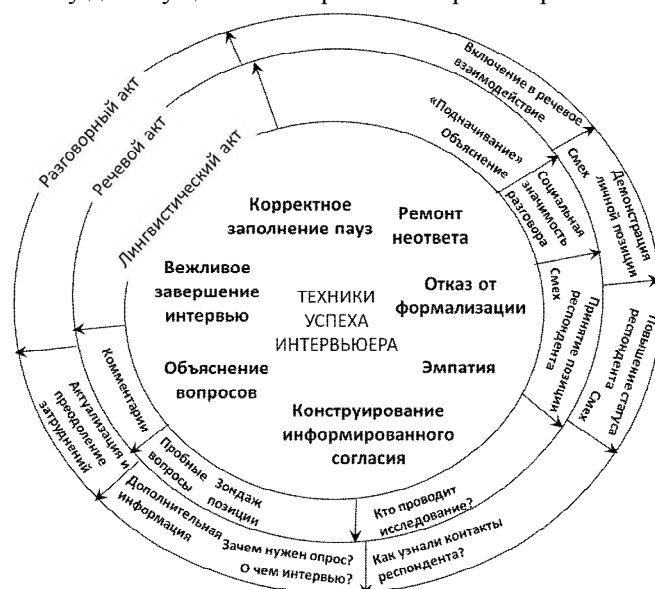 Разговорный акт
Речевой акт
Лингвистический акт
Включение в речевое
взаимодействие
«Подначивание»
Объяснение
Смех
Социальная
значимость
разговора
Демонстрация
личной позиции
Смех
Принятие позиции
респондента
Повышение статуса
респондента Смех
Корректное
заполнение пауз
Ремонт
неответа
Вежливое
завершение
интервью
ТЕХНИКИ
УСПЕХА
ИНТЕРВЬЮЕРА
Отказ от
формализации
Объяснение
вопросов
Эмпатия
Конструирование
информированного
согласия
Комментарии
Актуализация и
преодоление
затруднений
Пробные
вопросы
Зондаж
позиции
Дополнительная
информация
Зачем нужен опрос?
О чем интервью?
Кто проводит
исследование?
Как узнали контакты
респондента?